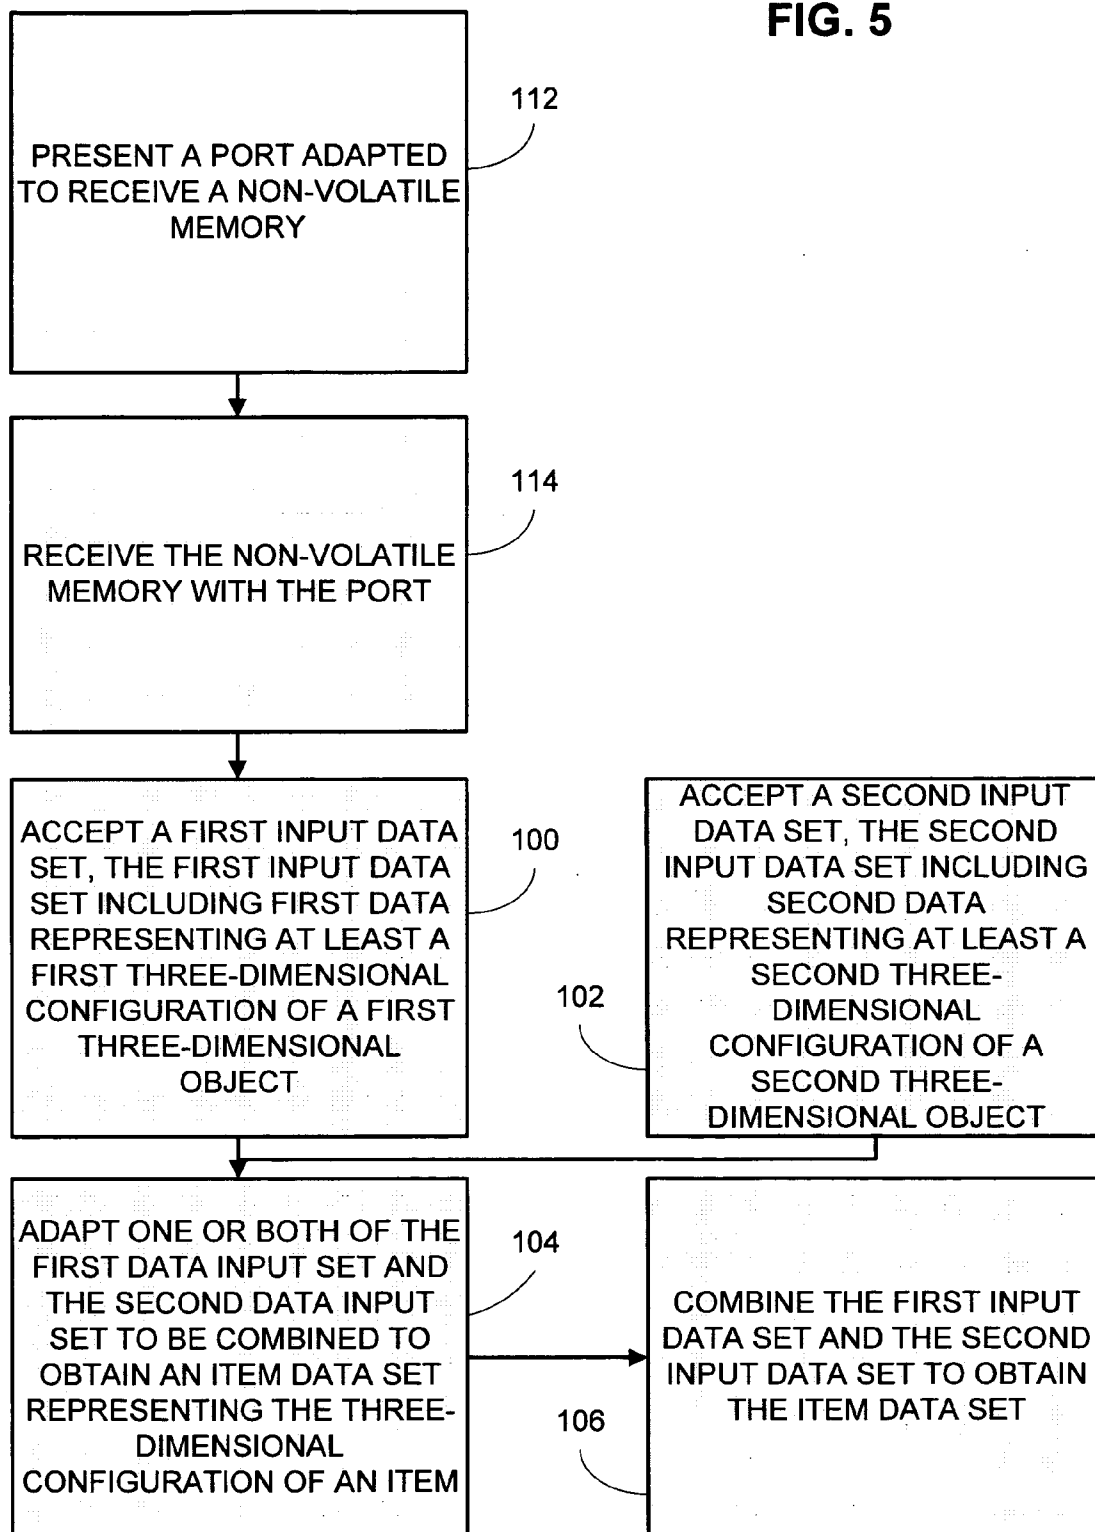 FIG. 5
112
PRESENT A PORT ADAPTED
TO RECEIVE A NON-VOLATILE
MEMORY
114
RECEIVE THE NON-VOLATILE
MEMORY WITH THE PORT
100
ACCEPT A FIRST INPUT DATA
SET, THE FIRST INPUT DATA
SET INCLUDING FIRST DATA
REPRESENTING AT LEAST A
FIRST THREE-DIMENSIONAL
CONFIGURATION OF A FIRST
THREE-DIMENSIONAL
OBJECT
102
ACCEPT A SECOND INPUT
DATA SET, THE SECOND
INPUT DATA SET INCLUDING
SECOND DATA
REPRESENTING AT LEAST A
SECOND THREE-
DIMENSIONAL
CONFIGURATION OF A
SECOND THREE-
DIMENSIONAL OBJECT
104
ADAPT ONE OR BOTH OF THE
FIRST DATA INPUT SET AND
THE SECOND DATA INPUT
SET TO BE COMBINED TO
OBTAIN AN ITEM DATA SET
REPRESENTING THE THREE-
DIMENSIONAL
CONFIGURATION OF AN ITEM
106
COMBINE THE FIRST INPUT
DATA SET AND THE SECOND
INPUT DATA SET TO OBTAIN
THE ITEM DATA SET